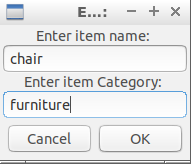 E...:
Enter item name:
chair
Enter item Category:
furniture
Cancel
OK